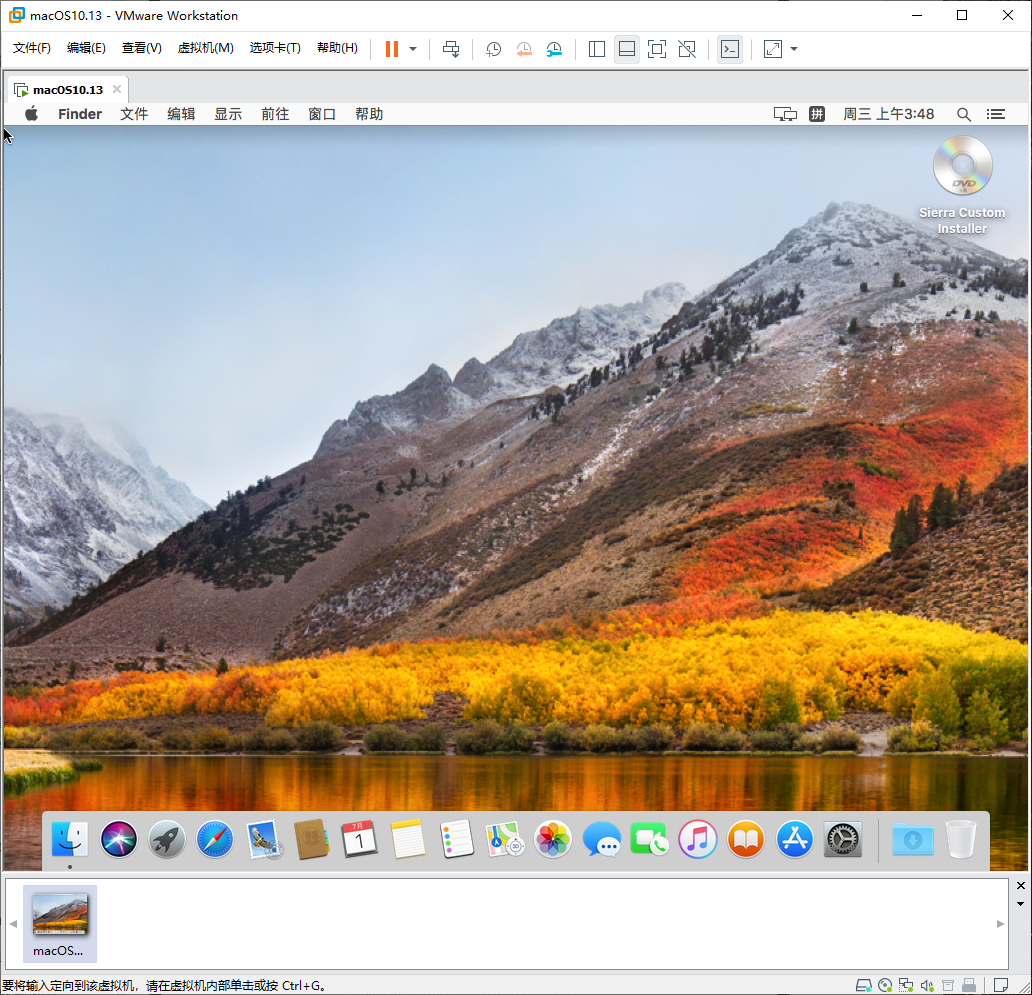 macOS10.13 - VMware Workstation
文件(F) 编辑(E) 查看(V) 虚拟机(M) 选项卡(T) 帮助(H)
macOS10.13
Finder 文件 编辑 显示 前往 窗口 帮助 拼 周三 上午3:48
DVD
Sierra Custom
Installer
7月
1
macOS...
要将输入定向到该虚拟机，请在虚拟机内部单击或按 Ctrl+G。